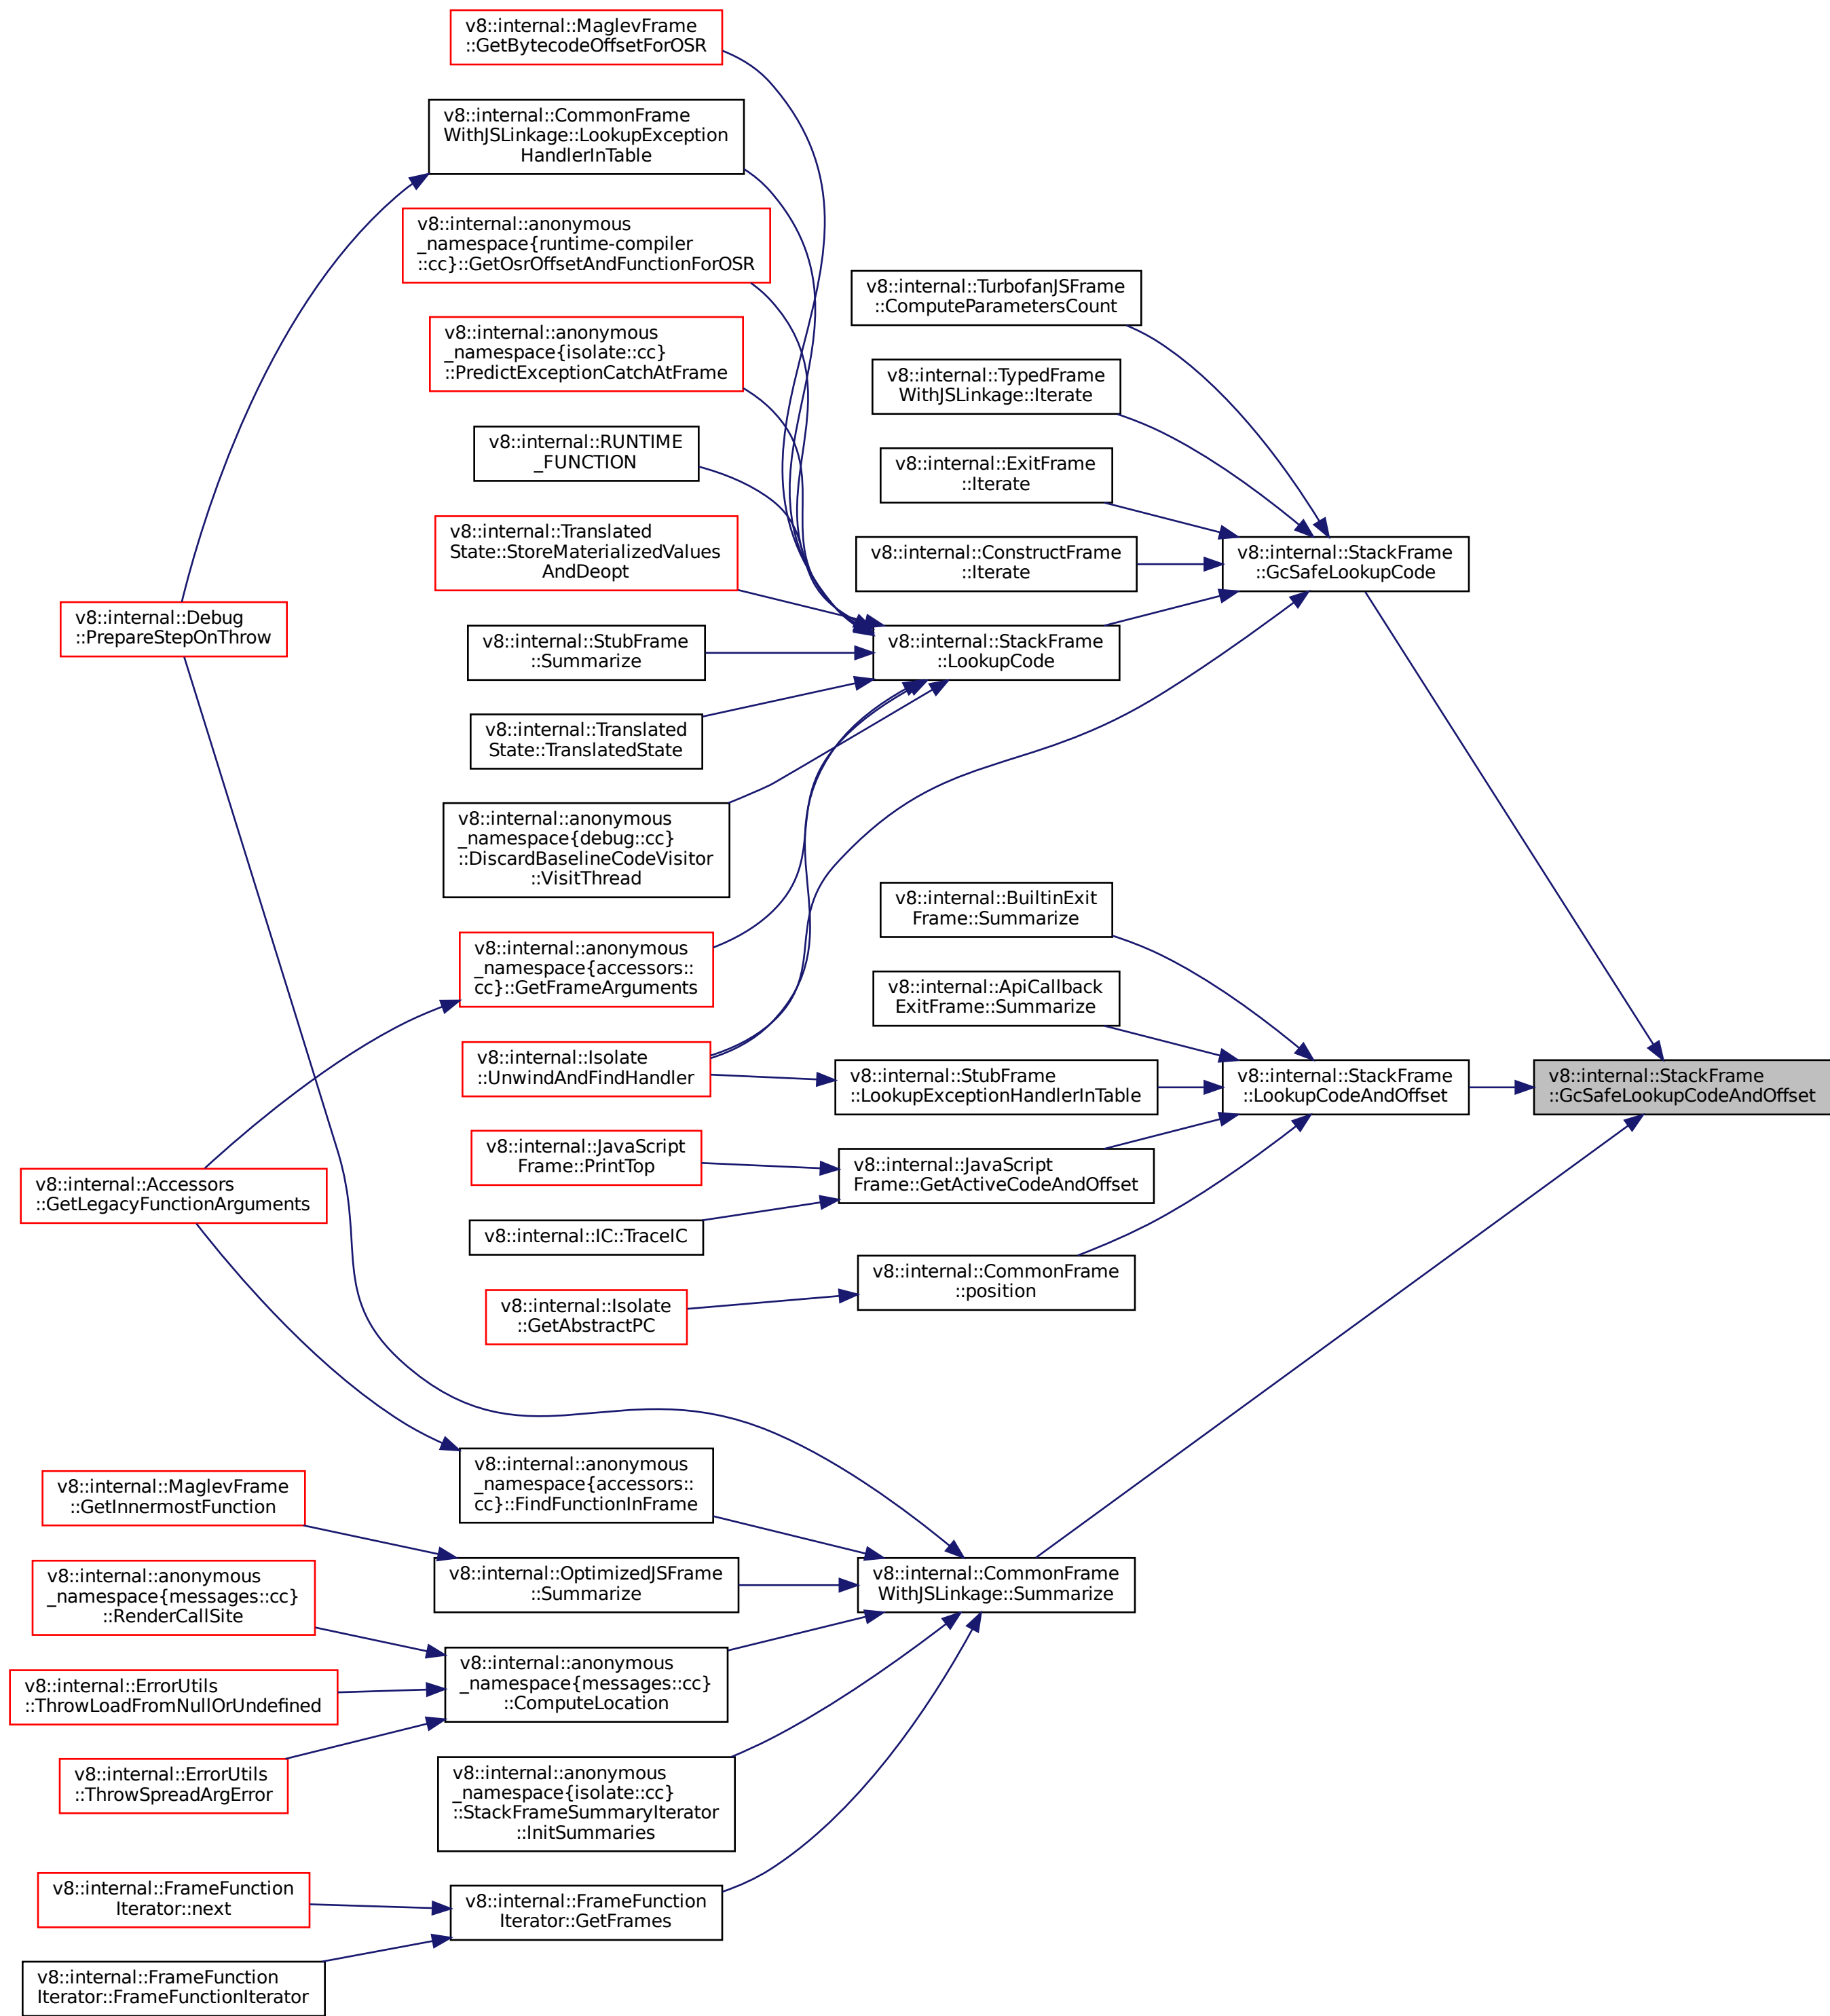 v8::internal::MaglevFrame
::GetBytecodeOffsetForOSR
v8::internal::CommonFrame
WithJSLinkage::LookupException
HandlerInTable
v8::internal::anonymous
_namespace{runtime-compiler
::cc}::GetOsrOffsetAndFunctionForOSR
v8::internal::anonymous
_namespace{isolate::cc}
::PredictExceptionCatchAtFrame
v8::internal::RUNTIME
_FUNCTION
v8::internal::Translated
State::StoreMaterializedValues
AndDeopt
v8::internal::StubFrame
::Summarize
v8::internal::Translated
State::TranslatedState
v8::internal::anonymous
_namespace{debug::cc}
::DiscardBaselineCodeVisitor
::VisitThread
v8::internal::anonymous
_namespace{accessors::
cc}::GetFrameArguments
v8::internal::Isolate
::UnwindAndFindHandler
v8::internal::JavaScript
Frame::PrintTop
v8::internal::IC::TraceIC
v8::internal::Isolate
::GetAbstractPC
v8::internal::TurbofanJSFrame
::ComputeParametersCount
v8::internal::TypedFrame
WithJSLinkage::Iterate
v8::internal::ExitFrame
::Iterate
v8::internal::ConstructFrame
::Iterate
v8::internal::StackFrame
::LookupCode
v8::internal::StackFrame
::GcSafeLookupCode
v8::internal::BuiltinExit
Frame::Summarize
v8::internal::ApiCallback
ExitFrame::Summarize
v8::internal::StubFrame
::LookupExceptionHandlerInTable
v8::internal::JavaScript
Frame::GetActiveCodeAndOffset
v8::internal::CommonFrame
::position
v8::internal::StackFrame
::LookupCodeAndOffset
v8::internal::StackFrame
::GcSafeLookupCodeAndOffset
v8::internal::Debug
::PrepareStepOnThrow
v8::internal::Accessors
::GetLegacyFunctionArguments
v8::internal::anonymous
_namespace{accessors::
cc}::FindFunctionInFrame
v8::internal::MaglevFrame
::GetInnermostFunction
v8::internal::OptimizedJSFrame
::Summarize
v8::internal::CommonFrame
WithJSLinkage::Summarize
v8::internal::anonymous
_namespace{messages::cc}
::RenderCallSite
v8::internal::anonymous
_namespace{messages::cc}
::ComputeLocation
v8::internal::ErrorUtils
::ThrowLoadFromNullOrUndefined
v8::internal::ErrorUtils
::ThrowSpreadArgError
v8::internal::anonymous
_namespace{isolate::cc}
::StackFrameSummaryIterator
::InitSummaries
v8::internal::FrameFunction
Iterator::next
v8::internal::FrameFunction
Iterator::GetFrames
v8::internal::FrameFunction
Iterator::FrameFunctionIterator